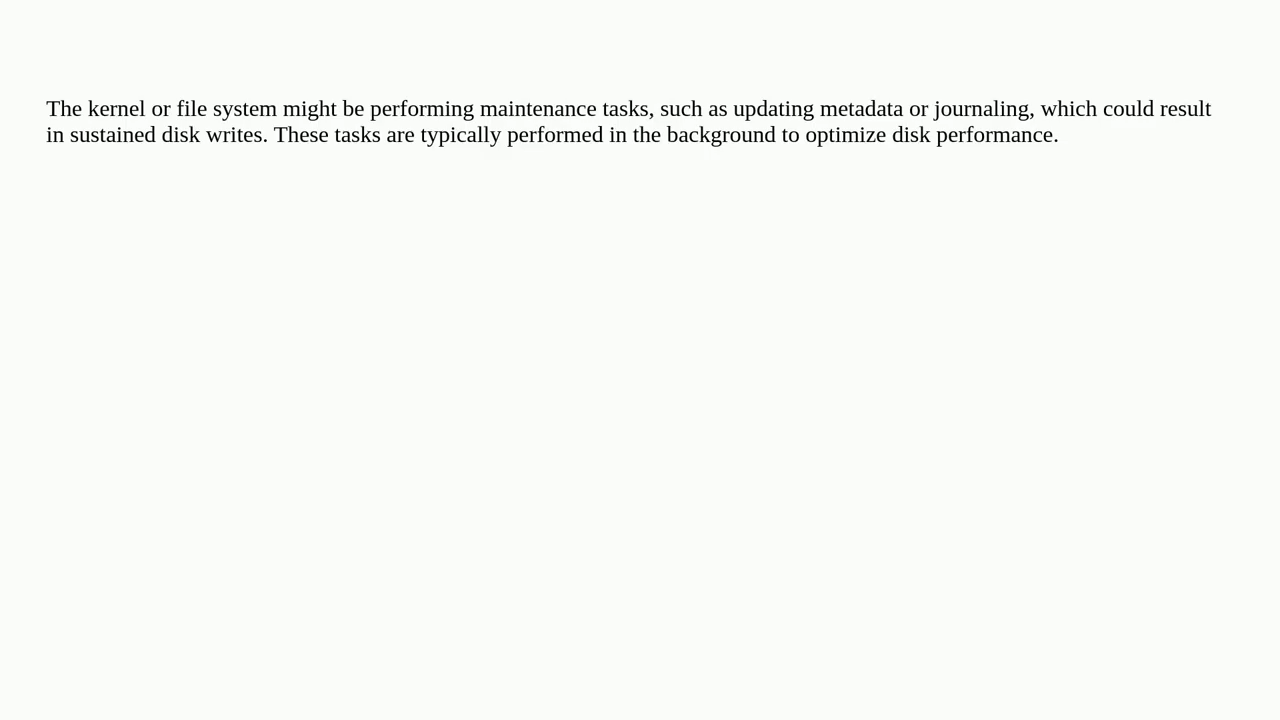 The kernel or file system might be performing maintenance tasks, such as updating metadata or journaling, which could result
in sustained disk writes. These tasks are typically performed in the background to optimize disk performance.